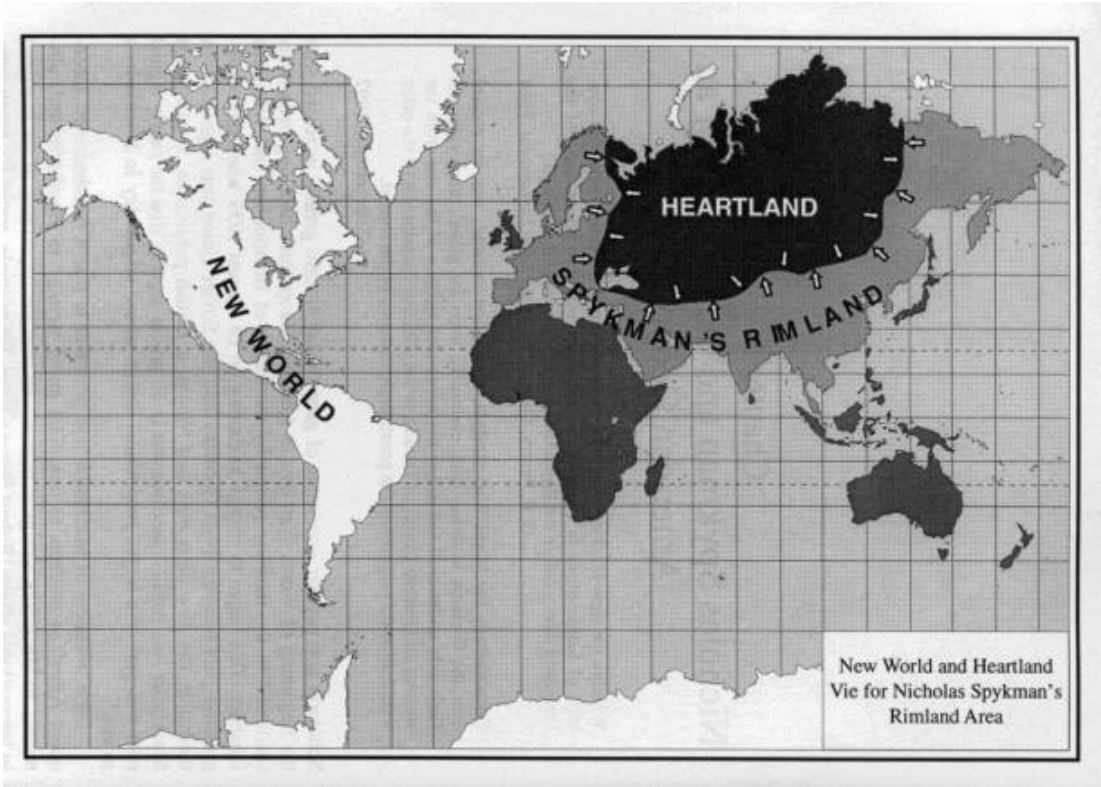 HEARTLAND
NEW WORLD
SPYKMAN'S RIMLAND
New World and Heartland
Vie for Nicholas Spykman's
Rimland Area